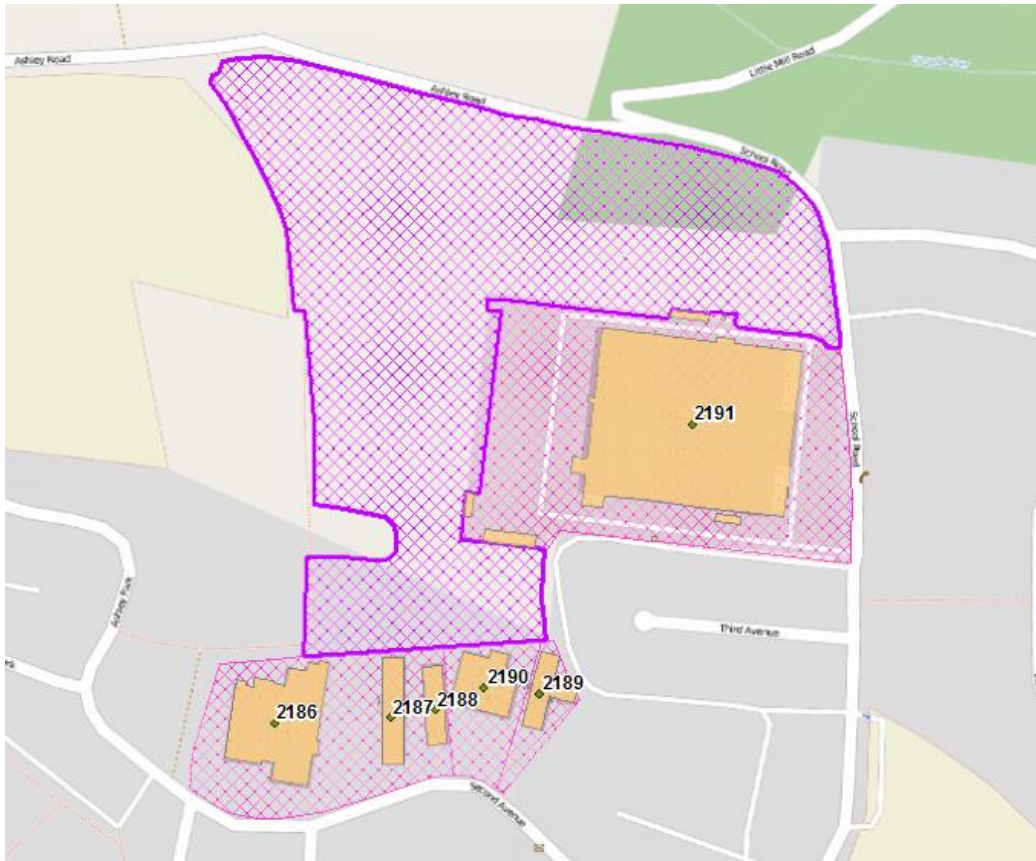 Ashley Road
Ashley Road
Little Mill Road
School Road
2191
School Road
Ashley Park
Third Avenue
2186
2187
2188
2190
2189
Second Avenue